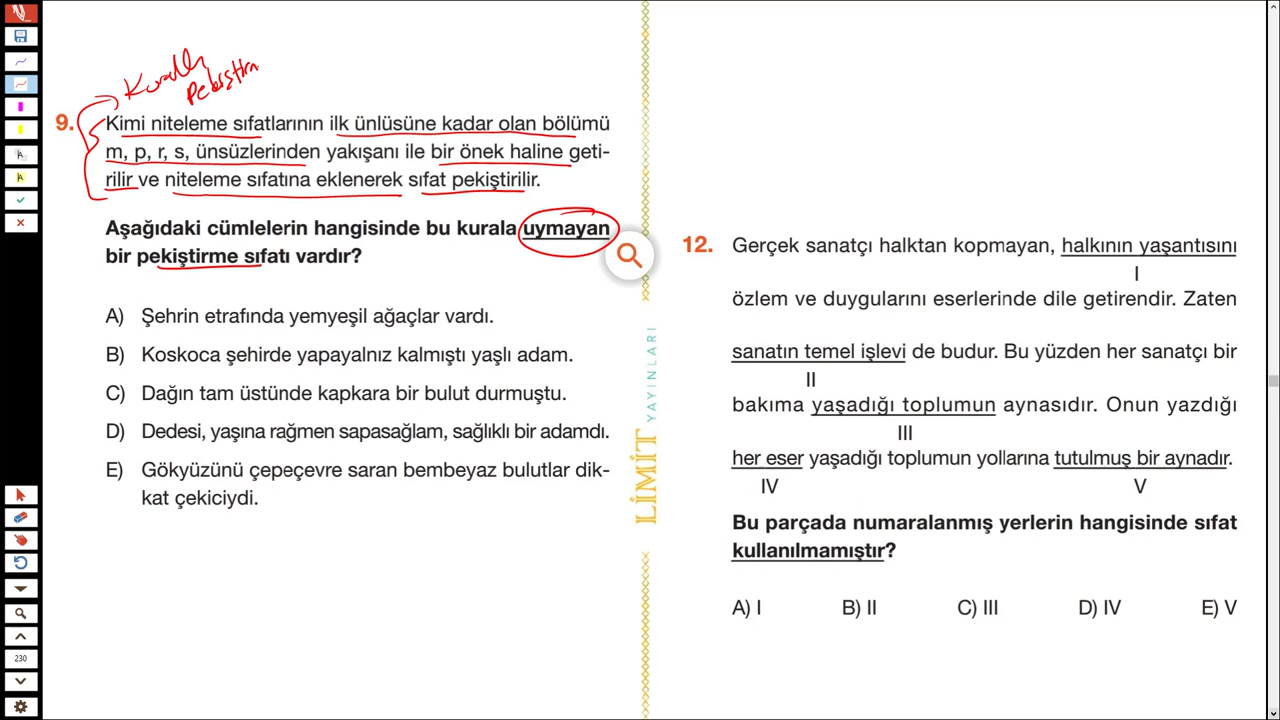 Kurallı
Pekiştirm
9. Kimi niteleme sıfatlarının ilk ünlüsüne kadar olan bölümü
m, p, r, s, ünsüzlerinden yakışanı ile bir önek haline geti-
rilir ve niteleme sıfatına eklenerek sıfat pekiştirilir.
Aşağıdaki cümlelerin hangisinde bu kurala uymayan
bir pekiştirme sıfatı vardır?
A) Şehrin etrafında yemyeşil ağaçlar vardı.
B) Koskoca şehirde yapayalnız kalmıştı yaşlı adam.
C) Dağın tam üstünde kapkara bir bulut durmuştu.
D) Dedesi, yaşına rağmen sapasağlam, sağlıklı bir adamdı.
E) Gökyüzünü çepeçevre saran bembeyaz bulutlar dik-
kat çekiciydi.
LİMİT YAYINLARI
12. Gerçek sanatçı halktan kopmayan, halkının yaşantısını
I
özlem ve duygularını eserlerinde dile getirendir. Zaten
sanatın temel işlevi de budur. Bu yüzden her sanatçı bir
II
bakıma yaşadığı toplumun aynasıdır. Onun yazdığı
III
her eser yaşadığı toplumun yollarına tutulmuş bir aynadır.
IV V
Bu parçada numaralanmış yerlerin hangisinde sıfat
kullanılmamıştır?
A) I B) II C) III D) IV E) V
230